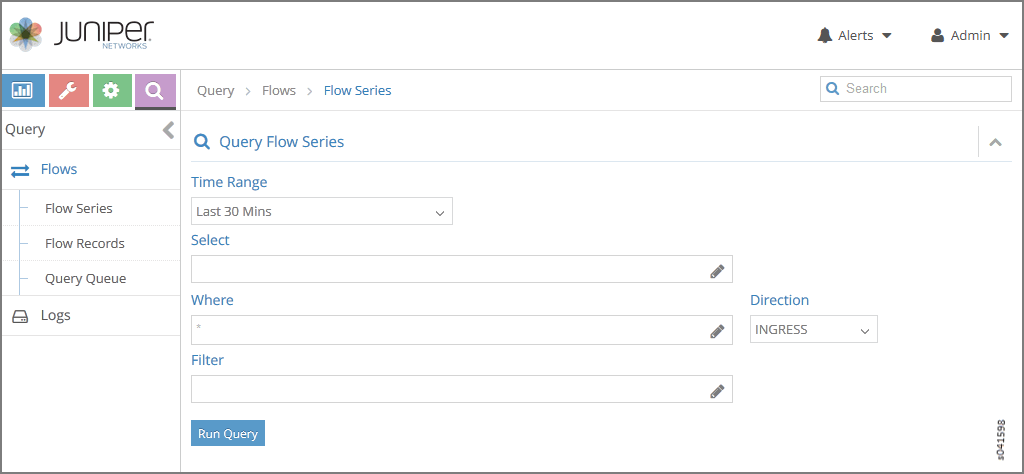 JUNIPER
NETWORKS
Alerts
Admin
Query > Flows > Flow Series
Search
Query
Query Flow Series
Flows
Time Range
Flow Series
Last 30 Mins
Flow Records
Select
Query Queue
Where
Direction
Logs
*
INGRESS
Filter
Run Query
s041598